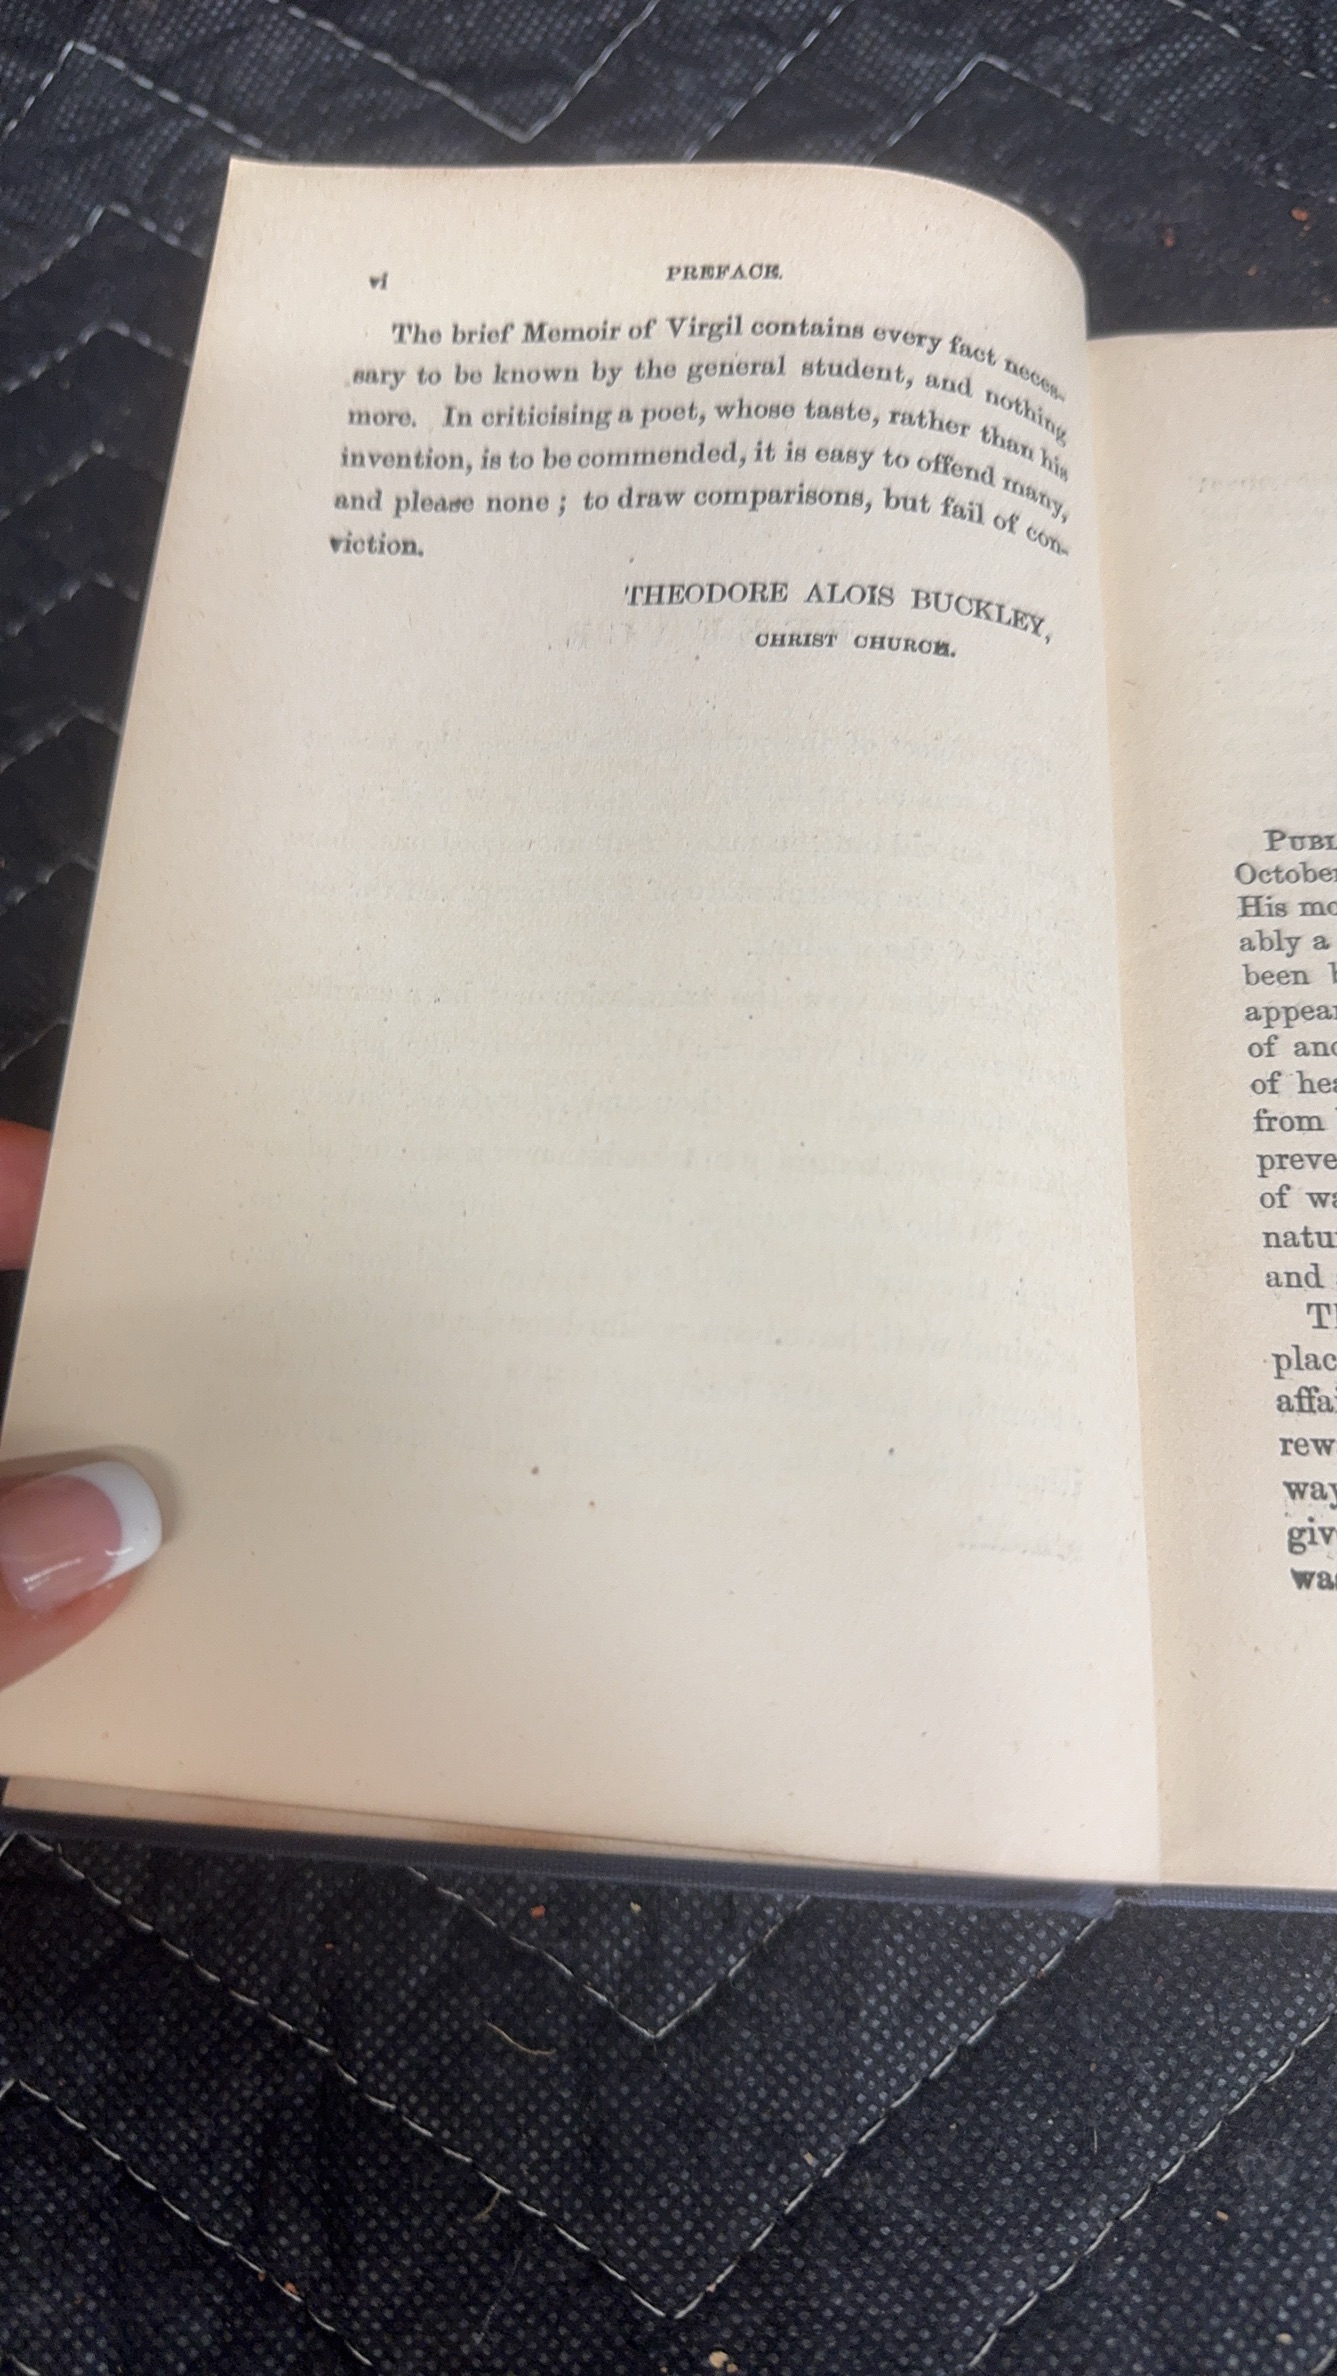 vi PREFACE.
The brief Memoir of Virgil contains every fact neces-
sary to be known by the general student, and nothing
more. In criticising a poet, whose taste, rather than his
invention, is to be commended, it is easy to offend many,
and please none; to draw comparisons, but fail of con-
viction.
THEODORE ALOIS BUCKLEY,
CHRIST CHURCH.
PUBL
October
His mo
ably a
been
appear
of and
of hea
from
preve
of wa
natu
and
Th
plac
affai
rew
way
giv
was